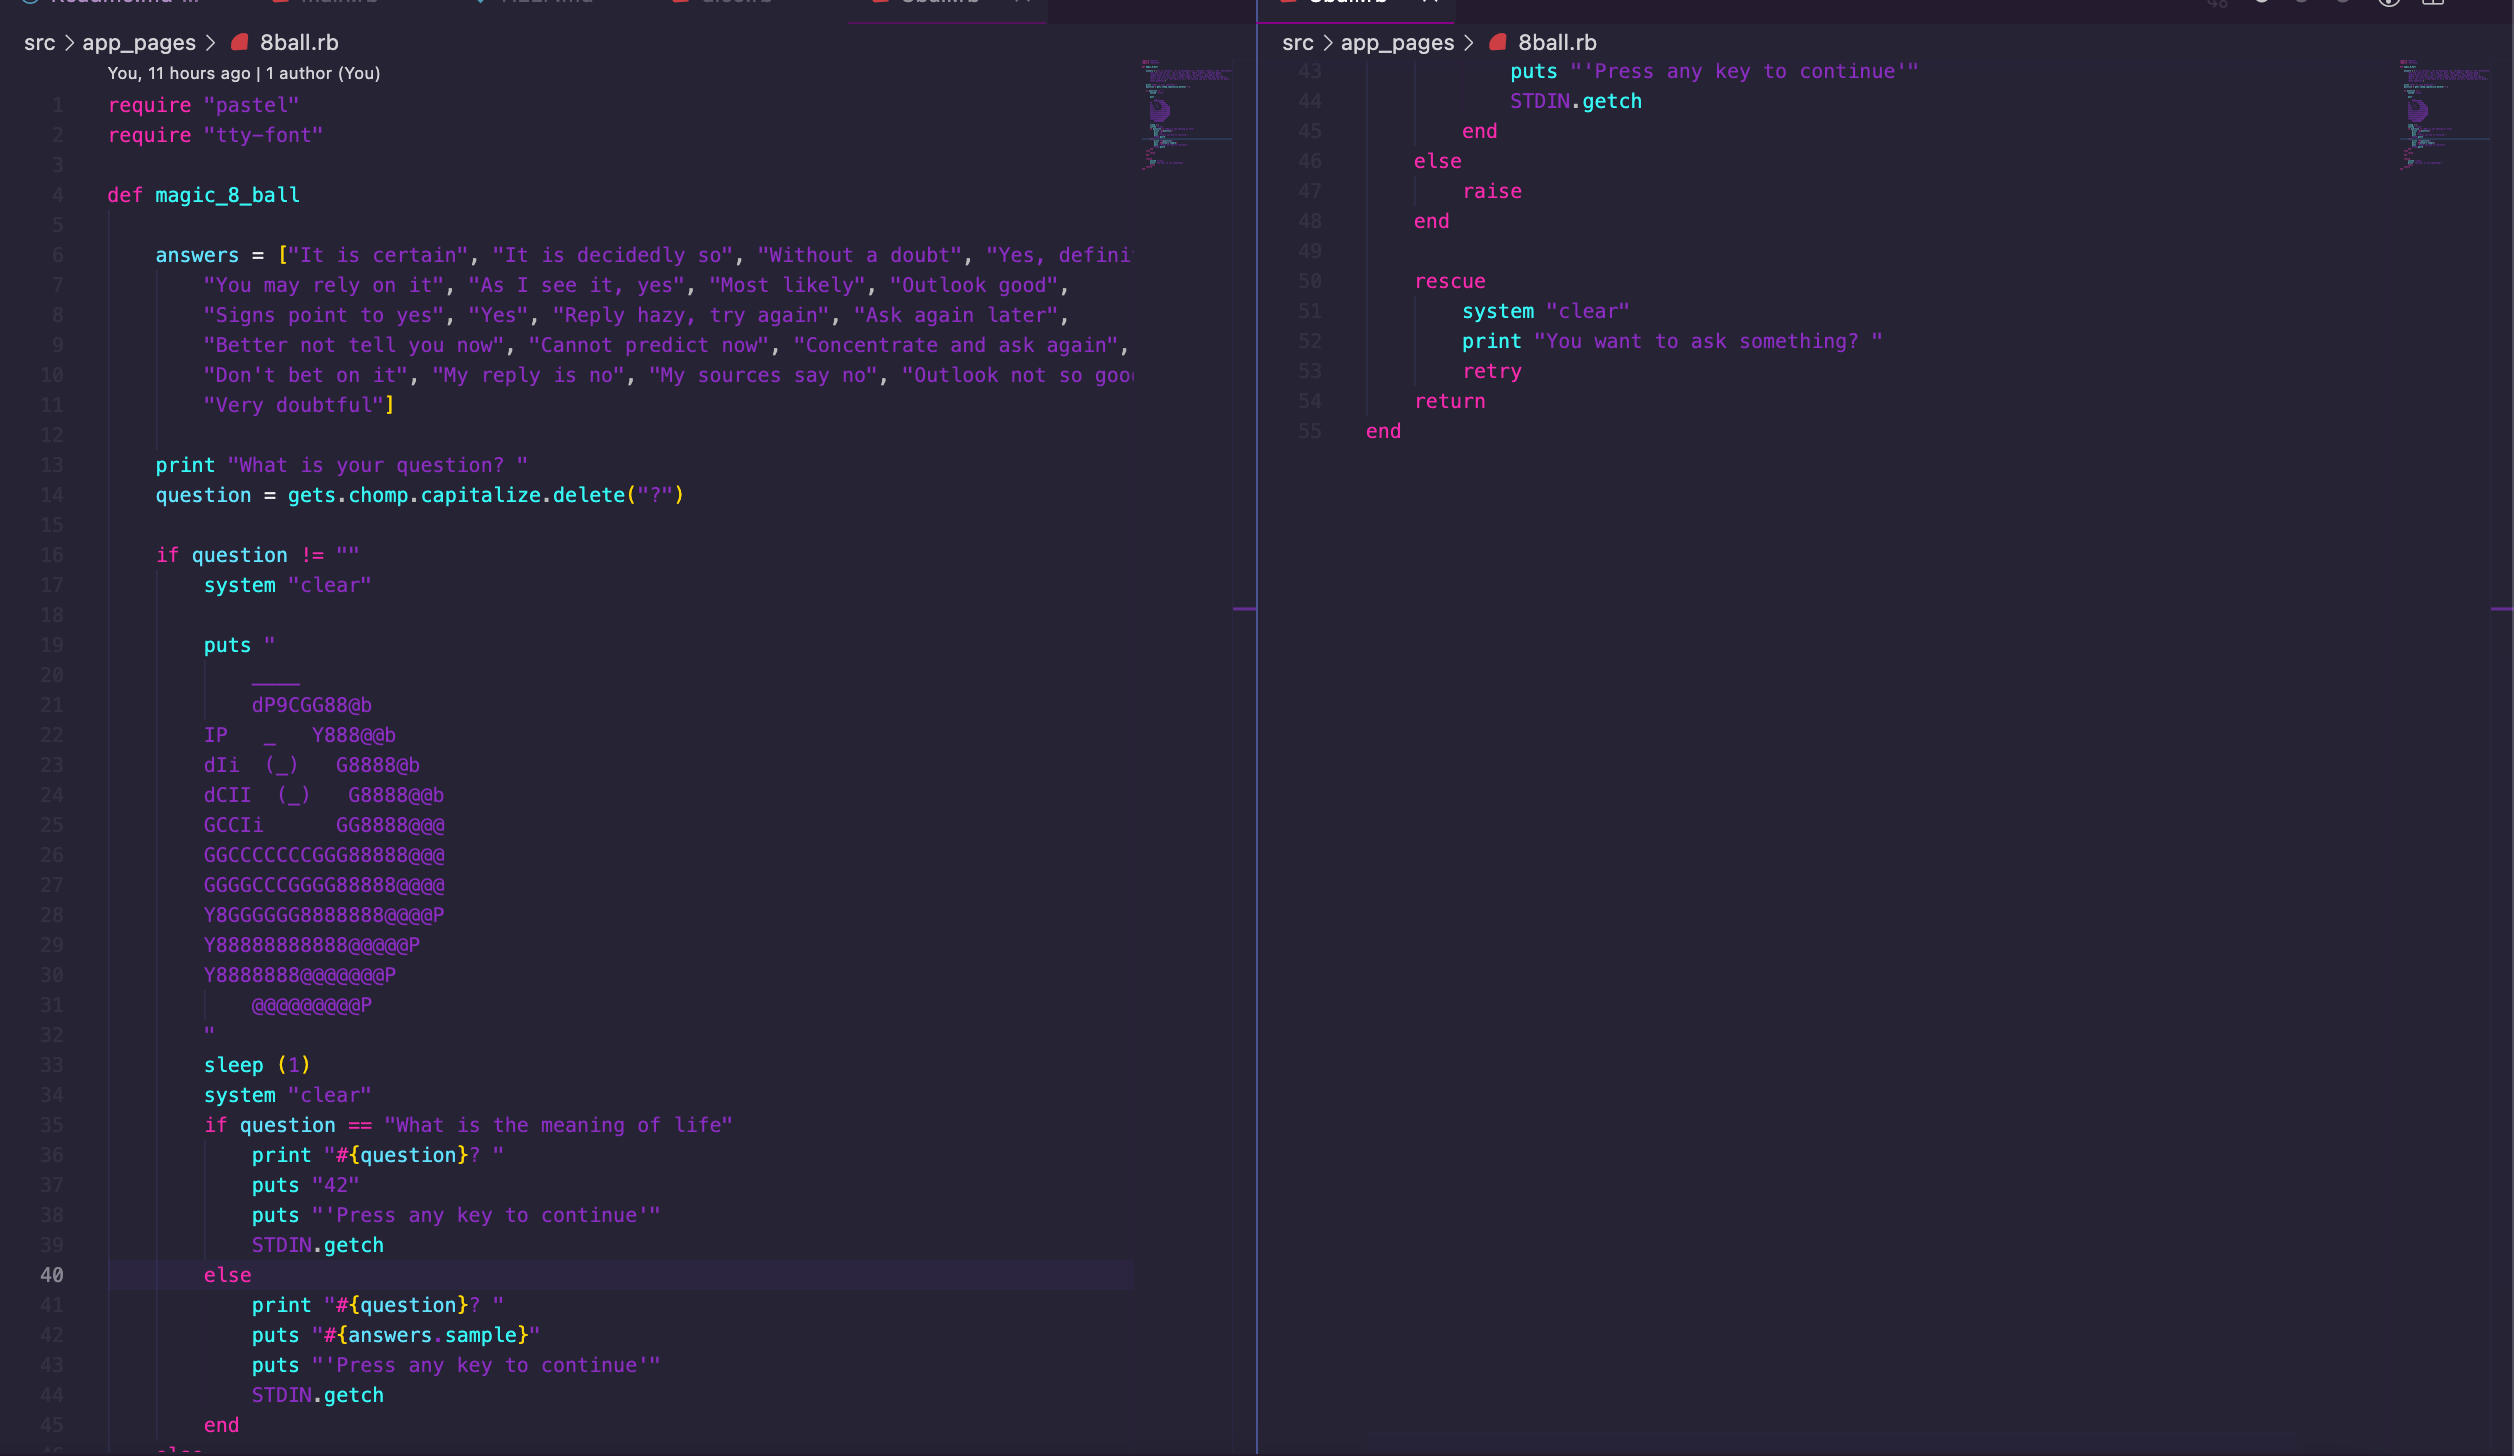 8ball.rb
src > app_pages > 8ball.rb
You, 11 hours ago | 1 author (You)
1 require "pastel"
2 require "tty-font"
3
4 def magic_8_ball
5
6 answers = ["It is certain", "It is decidedly so", "Without a doubt", "Yes, defini
7 "You may rely on it", "As I see it, yes", "Most likely", "Outlook good",
8 "Signs point to yes", "Yes", "Reply hazy, try again", "Ask again later",
9 "Better not tell you now", "Cannot predict now", "Concentrate and ask again",
10 "Don't bet on it", "My reply is no", "My sources say no", "Outlook not so goo
11 "Very doubtful"]
12
13 print "What is your question? "
14 question = gets.chomp.capitalize.delete("?")
15
16 if question != ""
17 system "clear"
18
19 puts "
20 ____
21 dP9CGG88@b
22 IP   _   Y888@@b
23 dIi  (_)   G8888@b
24 dCII  (_)   G8888@@b
25 GCCIi      GG8888@@@
26 GGCCCCCCCGGG88888@@@
27 GGGGCCCGGGG88888@@@@
28 Y8GGGGGG8888888@@@@P
29 Y88888888888@@@@@P
30 Y8888888@@@@@@@P
31 @@@@@@@@@P
32 "
33 sleep (1)
34 system "clear"
35 if question == "What is the meaning of life"
36 print "#{question}? "
37 puts "42"
38 puts "'Press any key to continue'"
39 STDIN.getch
40 else
41 print "#{question}? "
42 puts "#{answers.sample}"
43 puts "'Press any key to continue'"
44 STDIN.getch
45 end
8ball.rb
src > app_pages > 8ball.rb
43 puts "'Press any key to continue'"
44 STDIN.getch
45 end
46 else
47 raise
48 end
49
50 rescue
51 system "clear"
52 print "You want to ask something? "
53 retry
54 return
55 end